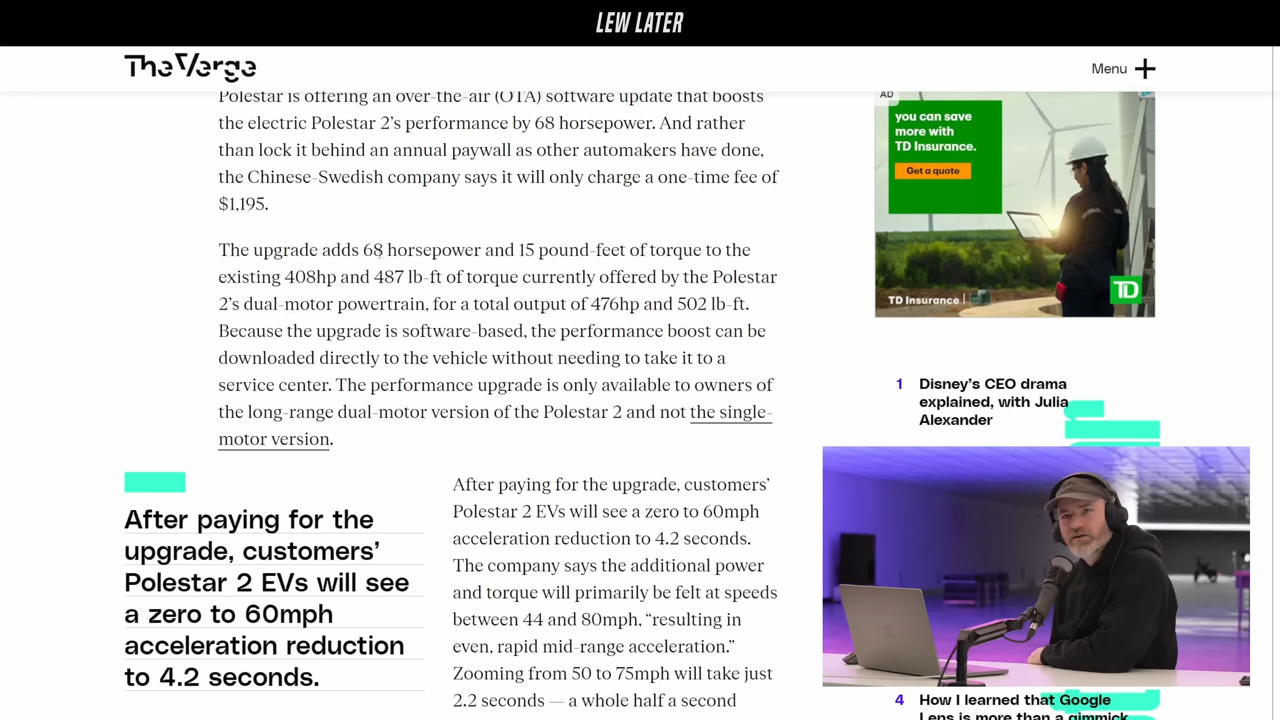 LEW LATER
TheVerge
Menu
Polestar is offering an over-the-air (OTA) software update that boosts
the electric Polestar 2’s performance by 68 horsepower. And rather
than lock it behind an annual paywall as other automakers have done,
the Chinese-Swedish company says it will only charge a one-time fee of
$1,195.
The upgrade adds 68 horsepower and 15 pound-feet of torque to the
existing 408hp and 487 lb-ft of torque currently offered by the Polestar
2’s dual-motor powertrain, for a total output of 476hp and 502 lb-ft.
Because the upgrade is software-based, the performance boost can be
downloaded directly to the vehicle without needing to take it to a
service center. The performance upgrade is only available to owners of
the long-range dual-motor version of the Polestar 2 and not the single-
motor version.
After paying for the
upgrade, customers’
Polestar 2 EVs will see
a zero to 60mph
acceleration reduction
to 4.2 seconds.
After paying for the upgrade, customers’
Polestar 2 EVs will see a zero to 60mph
acceleration reduction to 4.2 seconds.
The company says the additional power
and torque will primarily be felt at speeds
between 44 and 80mph, “resulting in
even, rapid mid-range acceleration.”
Zooming from 50 to 75mph will take just
2.2 seconds — a whole half a second
AD
you can save
more with
TD Insurance.
Get a quote
TD Insurance
TD
1 Disney’s CEO drama
explained, with Julia
Alexander
4 How I learned that Google
Lens is more than a gimmick